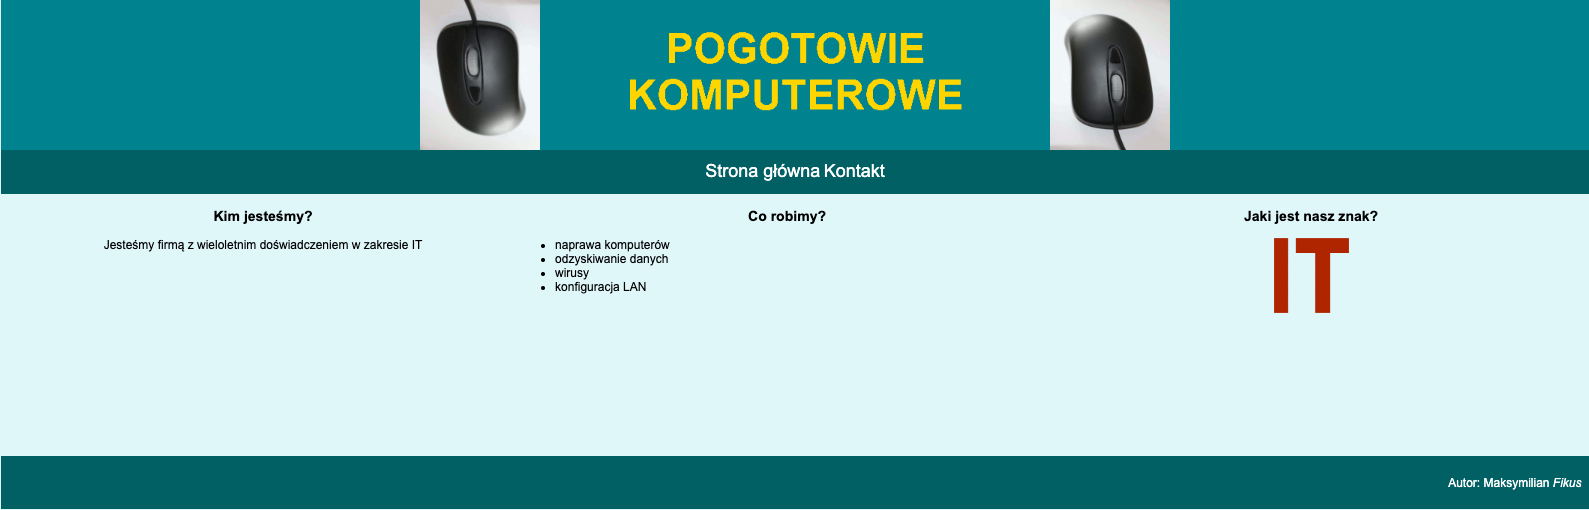 POGOTOWIE
KOMPUTEROWE
Strona główna Kontakt
Kim jesteśmy?
Jesteśmy firmą z wieloletnim doświadczeniem w zakresie IT
Co robimy?
naprawa komputerów
odzyskiwanie danych
wirusy
konfiguracja LAN
Jaki jest nasz znak?
IT
Autor: Maksymilian Fikus